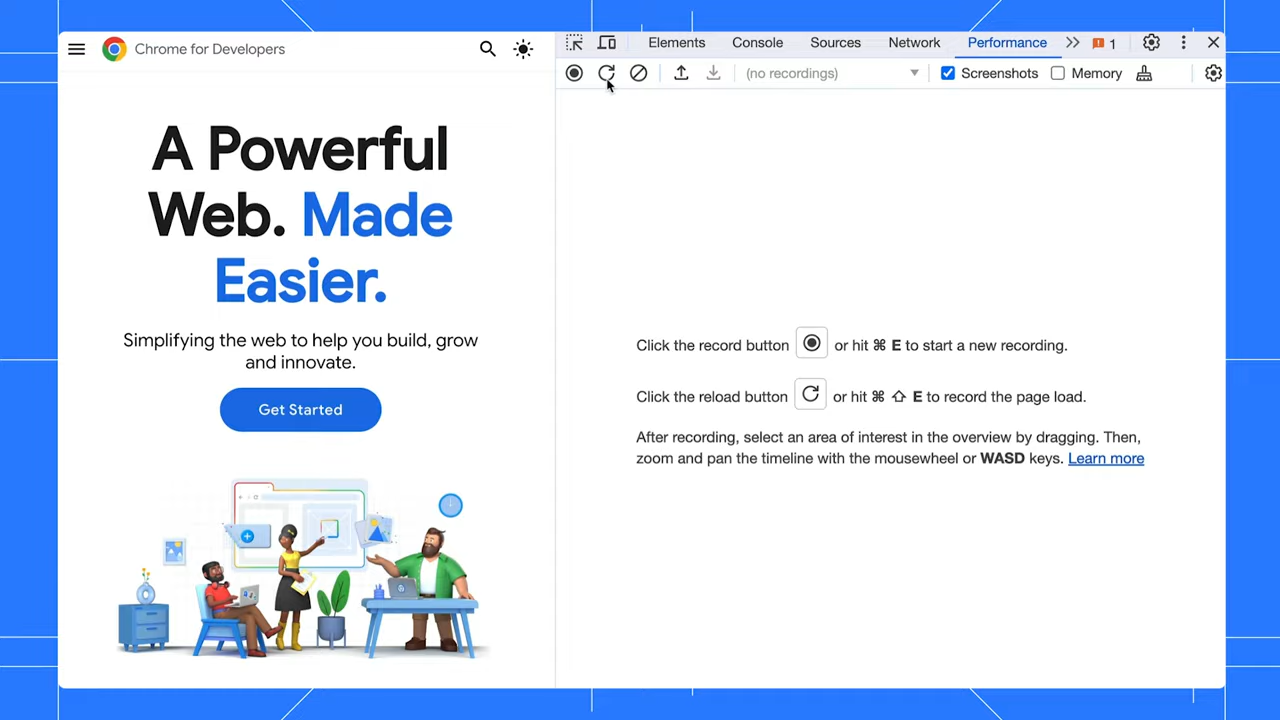 Chrome for Developers
Elements Console Sources Network Performance 1
(no recordings) Screenshots Memory
A Powerful
Web. Made
Easier.
Simplifying the web to help you build, grow
and innovate.
Get Started
Click the record button or hit ⌘ E to start a new recording.
Click the reload button or hit ⌘ ⇧ E to record the page load.
After recording, select an area of interest in the overview by dragging. Then,
zoom and pan the timeline with the mousewheel or WASD keys. Learn more